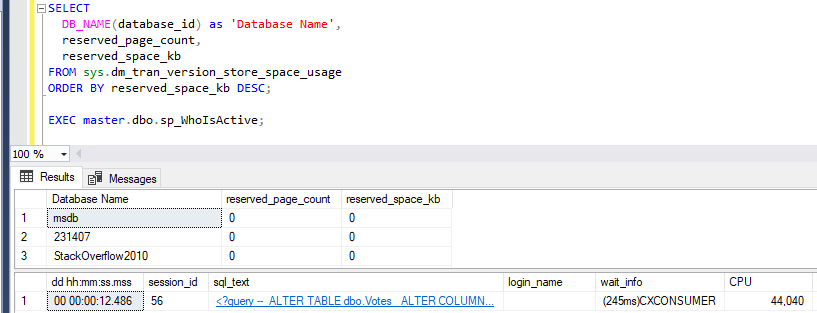 SELECT
DB_NAME(database_id) as 'Database Name',
reserved_page_count,
reserved_space_kb
FROM sys.dm_tran_version_store_space_usage
ORDER BY reserved_space_kb DESC;
EXEC master.dbo.sp_WhoIsActive;
100 %
Results Messages
Database Name reserved_page_count reserved_space_kb
1 msdb 0 0
2 231407 0 0
3 StackOverflow2010 0 0
dd hh:mm:ss.mss session_id sql_text login_name wait_info CPU
1 00 00:00:12.486 56 <?query -- ALTER TABLE dbo.Votes ALTER COLUMN... (245ms)CXCONSUMER 44,040